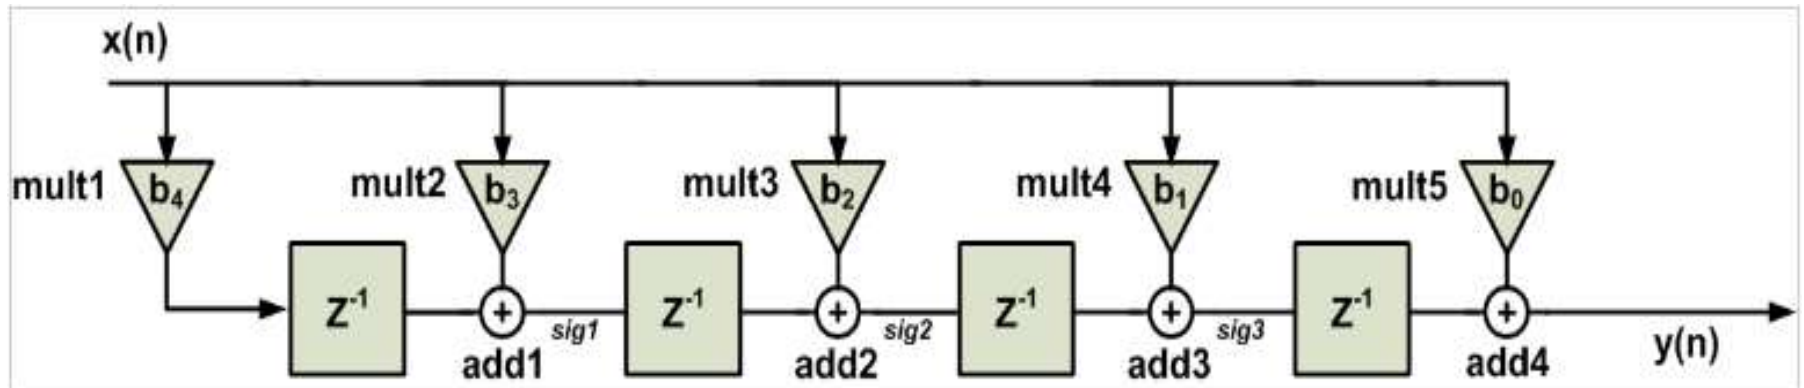 x(n)
mult1 b₄ mult2 b₃ mult3 b₂ mult4 b₁ mult5 b₀
Z⁻¹ + sig1 Z⁻¹ + sig2 Z⁻¹ + sig3 Z⁻¹ +
add1 add2 add3 add4 y(n)